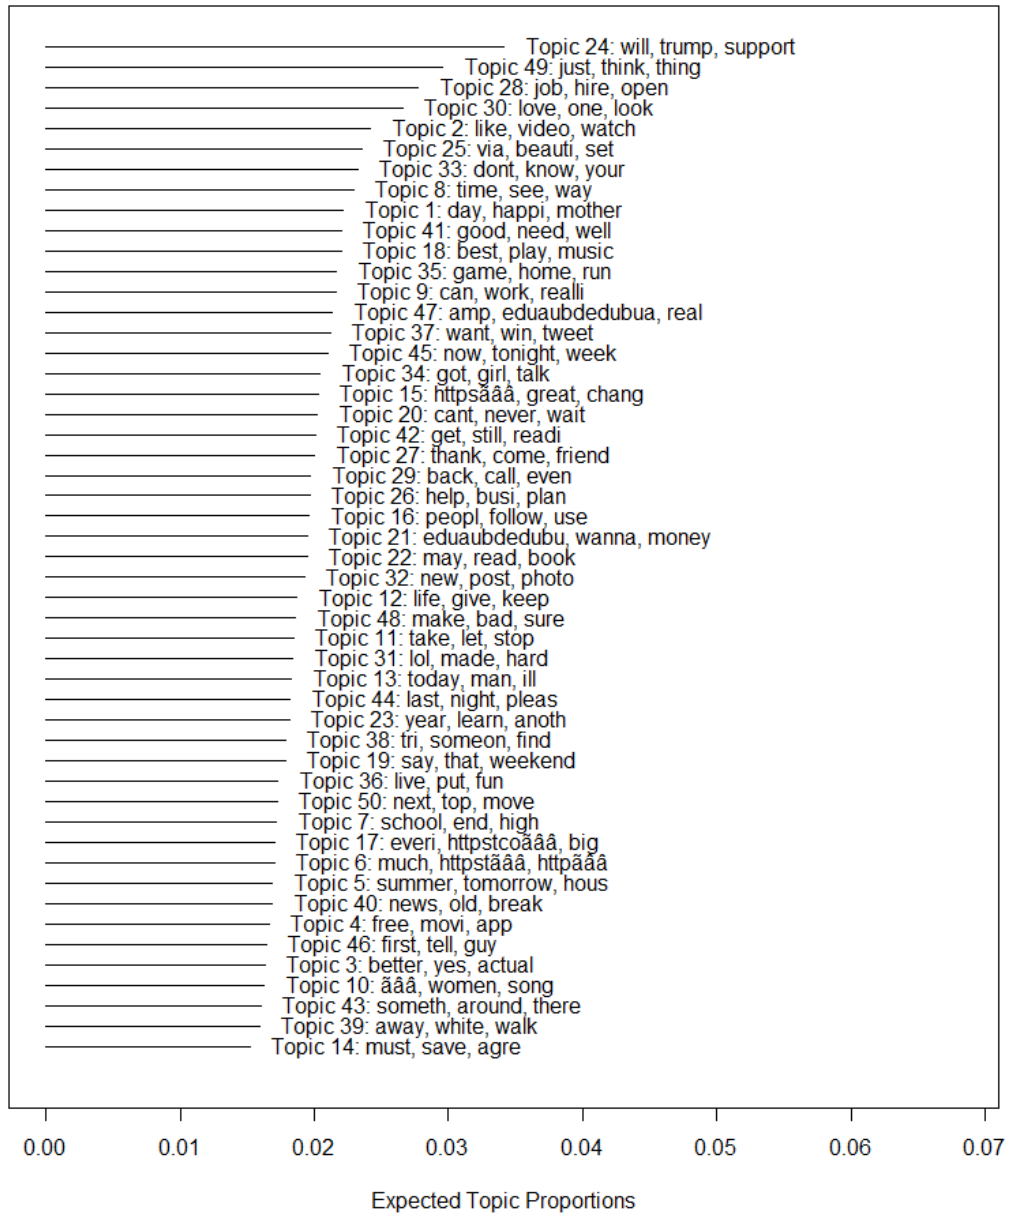 Topic 24: will, trump, support
Topic 49: just, think, thing
Topic 28: job, hire, open
Topic 30: love, one, look
Topic 2: like, video, watch
Topic 25: via, beauti, set
Topic 33: dont, know, your
Topic 8: time, see, way
Topic 1: day, happi, mother
Topic 41: good, need, well
Topic 18: best, play, music
Topic 35: game, home, run
Topic 9: can, work, realli
Topic 47: amp, eduaubdedubua, real
Topic 37: want, win, tweet
Topic 45: now, tonight, week
Topic 34: got, girl, talk
Topic 15: httpsãââ, great, chang
Topic 20: cant, never, wait
Topic 42: get, still, readi
Topic 27: thank, come, friend
Topic 29: back, call, even
Topic 26: help, busi, plan
Topic 16: peopl, follow, use
Topic 21: eduaubdedubu, wanna, money
Topic 22: may, read, book
Topic 32: new, post, photo
Topic 12: life, give, keep
Topic 48: make, bad, sure
Topic 11: take, let, stop
Topic 31: lol, made, hard
Topic 13: today, man, ill
Topic 44: last, night, pleas
Topic 23: year, learn, anoth
Topic 38: tri, someon, find
Topic 19: say, that, weekend
Topic 36: live, put, fun
Topic 50: next, top, move
Topic 7: school, end, high
Topic 17: everi, httpstcoãââ, big
Topic 6: much, httpstãââ, httpãââ
Topic 5: summer, tomorrow, hous
Topic 40: news, old, break
Topic 4: free, movi, app
Topic 46: first, tell, guy
Topic 3: better, yes, actual
Topic 10: ãââ, women, song
Topic 43: someth, around, there
Topic 39: away, white, walk
Topic 14: must, save, agre
0.00 0.01 0.02 0.03 0.04 0.05 0.06 0.07
Expected Topic Proportions